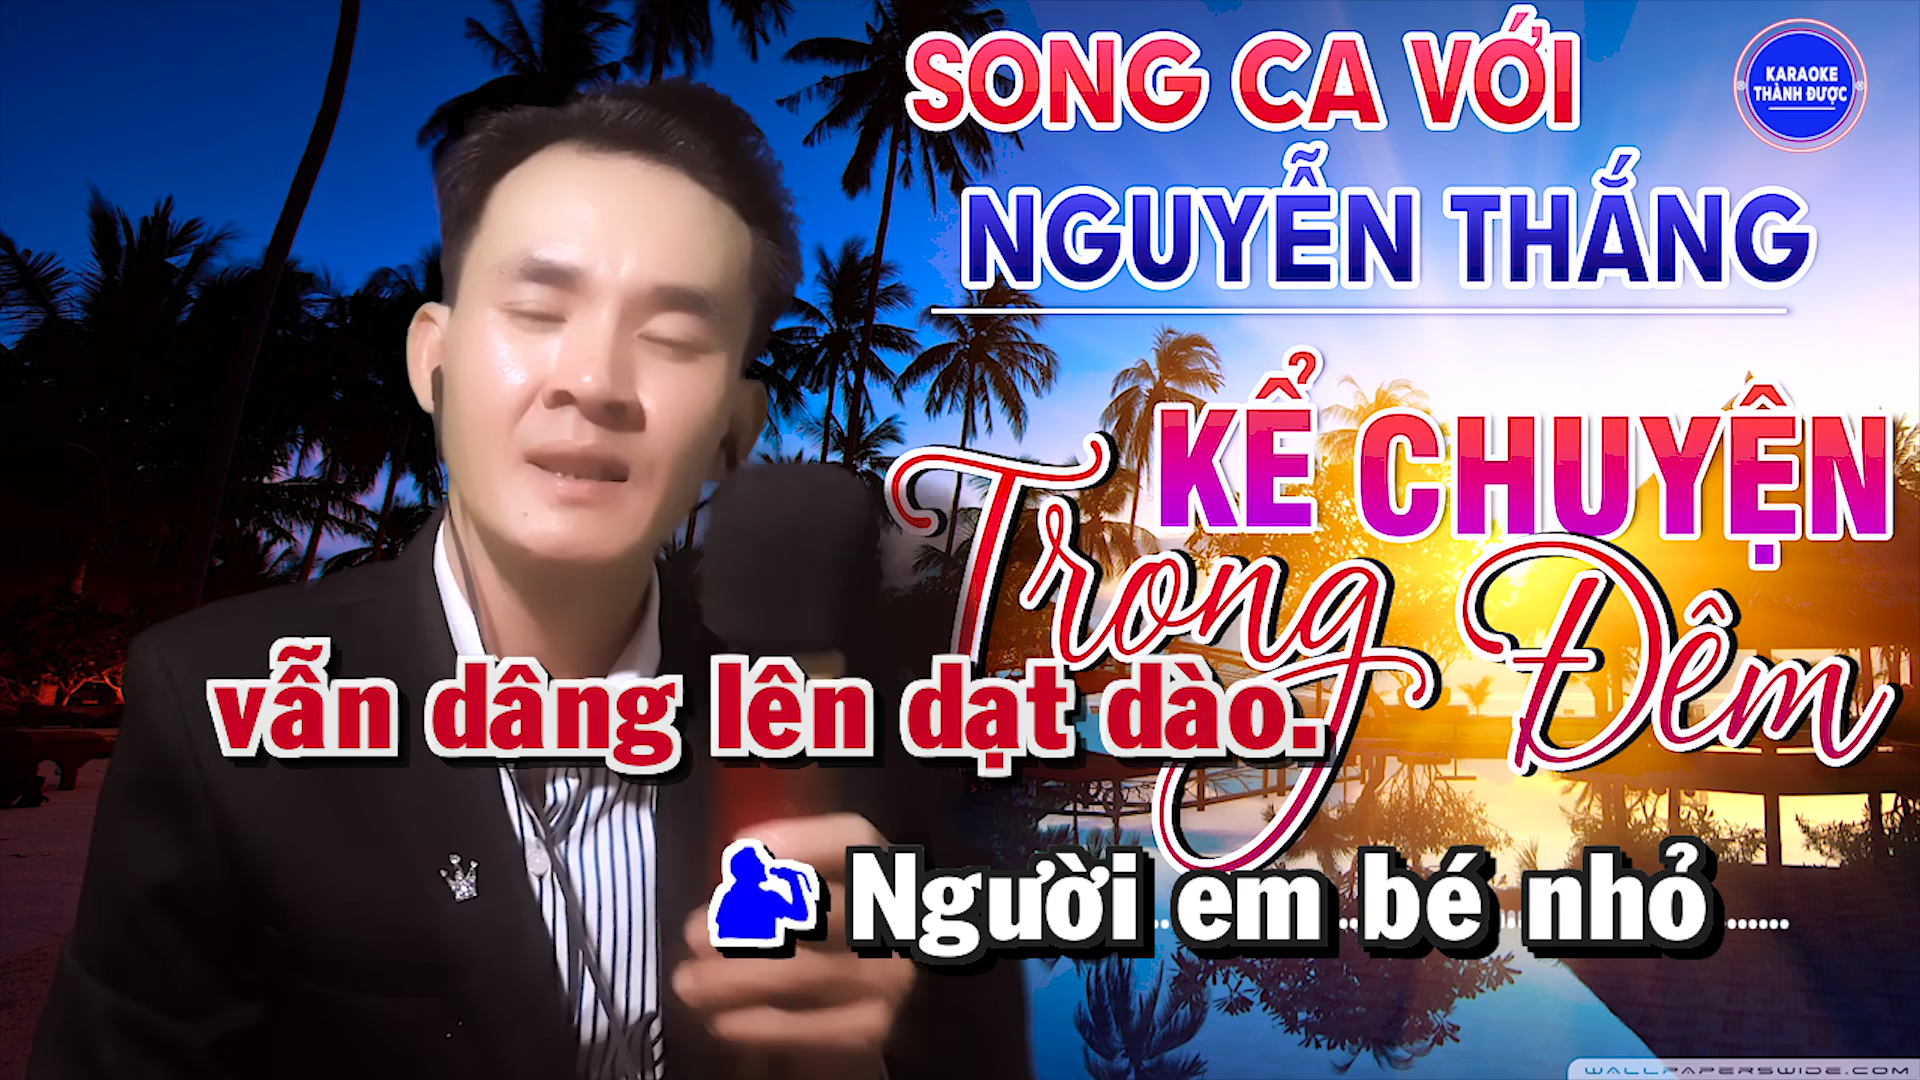 SONG CA VỚI
KARAOKE
THÀNH ĐƯỢC
NGUYỄN THẮNG
KỂ CHUYỆN
Trong Đêm
vẫn dâng lên dạt dào.
Người em bé nhỏ ......
WALLPAPERSWIDE.COM